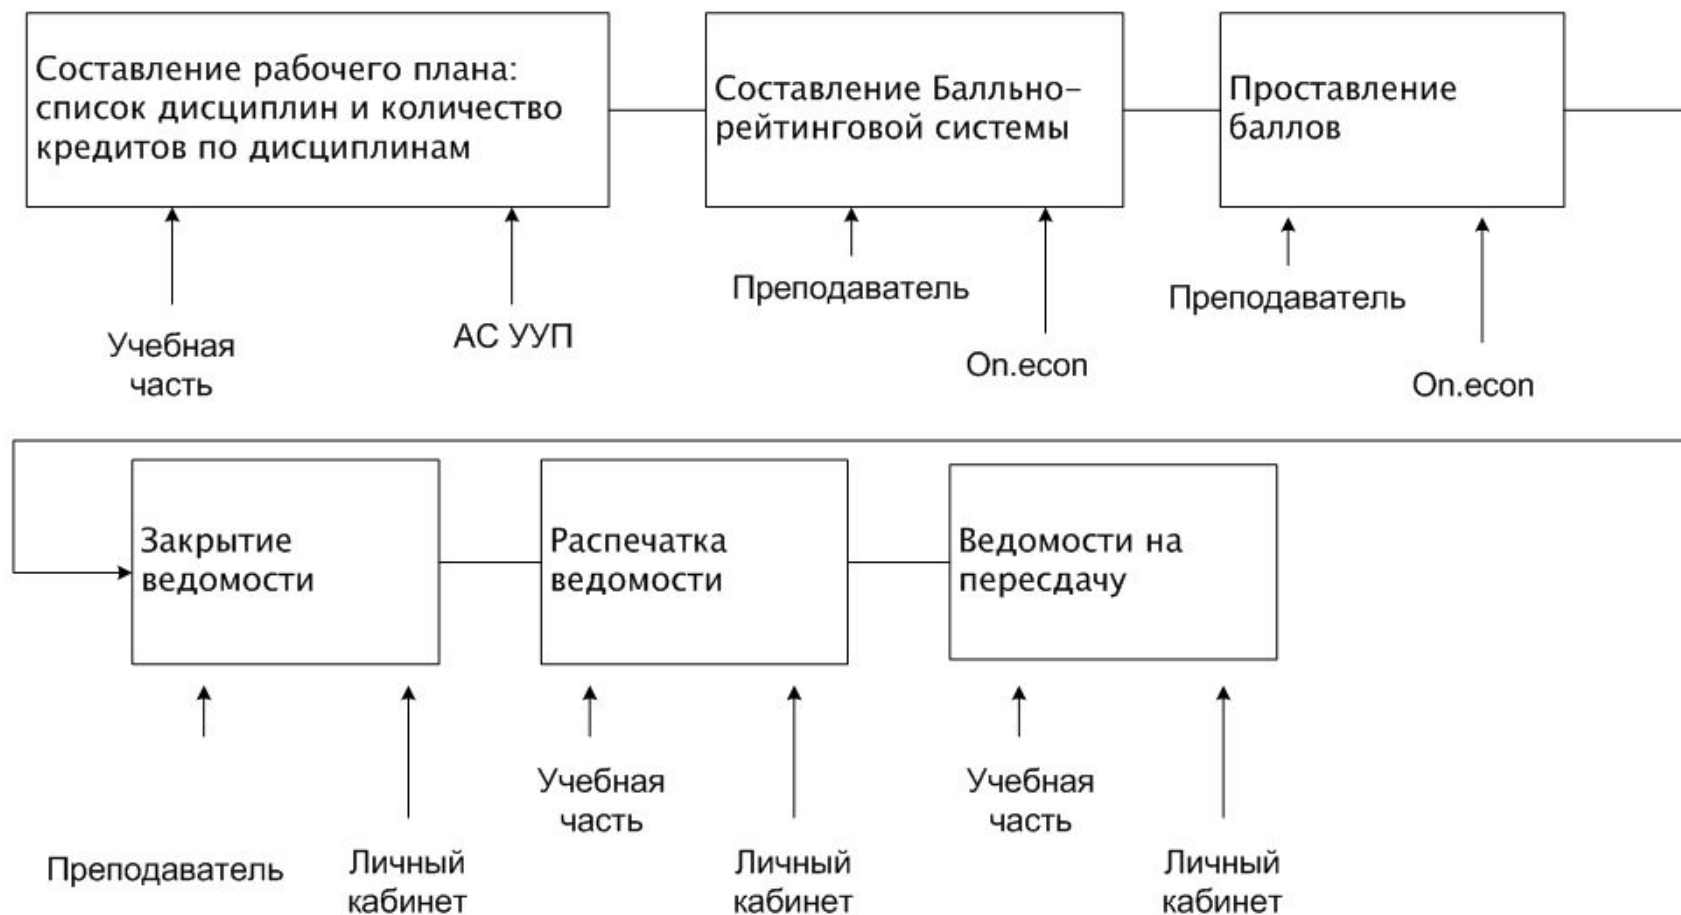 Составление рабочего плана:
список дисциплин и количество
кредитов по дисциплинам
Составление Балльно-
рейтинговой системы
Проставление
баллов
Учебная
часть
АС УУП
Преподаватель
On.econ
Преподаватель
On.econ
Закрытие
ведомости
Распечатка
ведомости
Ведомости на
пересдачу
Преподаватель
Личный
кабинет
Учебная
часть
Личный
кабинет
Учебная
часть
Личный
кабинет